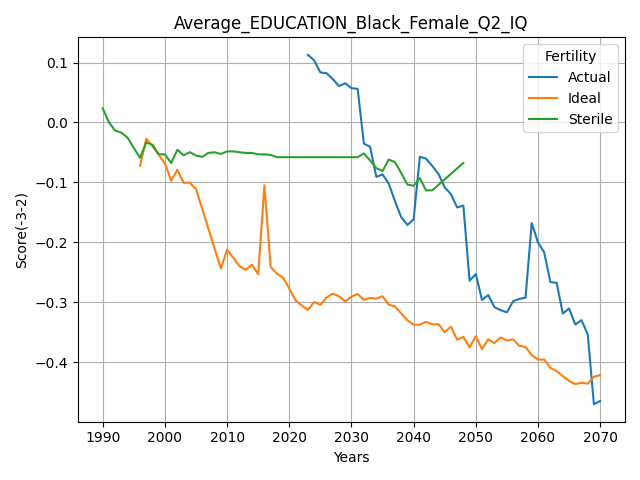 Average_EDUCATION_Black_Female_Q2_IQ
Fertility
Actual
Ideal
Sterile
Score(-3-2)
0.1
0.0
−0.1
−0.2
−0.3
−0.4
1990 2000 2010 2020 2030 2040 2050 2060 2070
Years